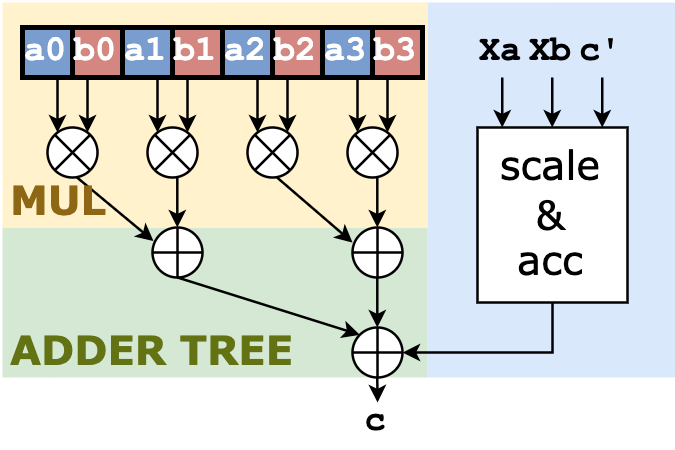 a0 b0 a1 b1 a2 b2 a3 b3
Xa Xb c'
scale
&
acc
MUL
ADDER TREE
c